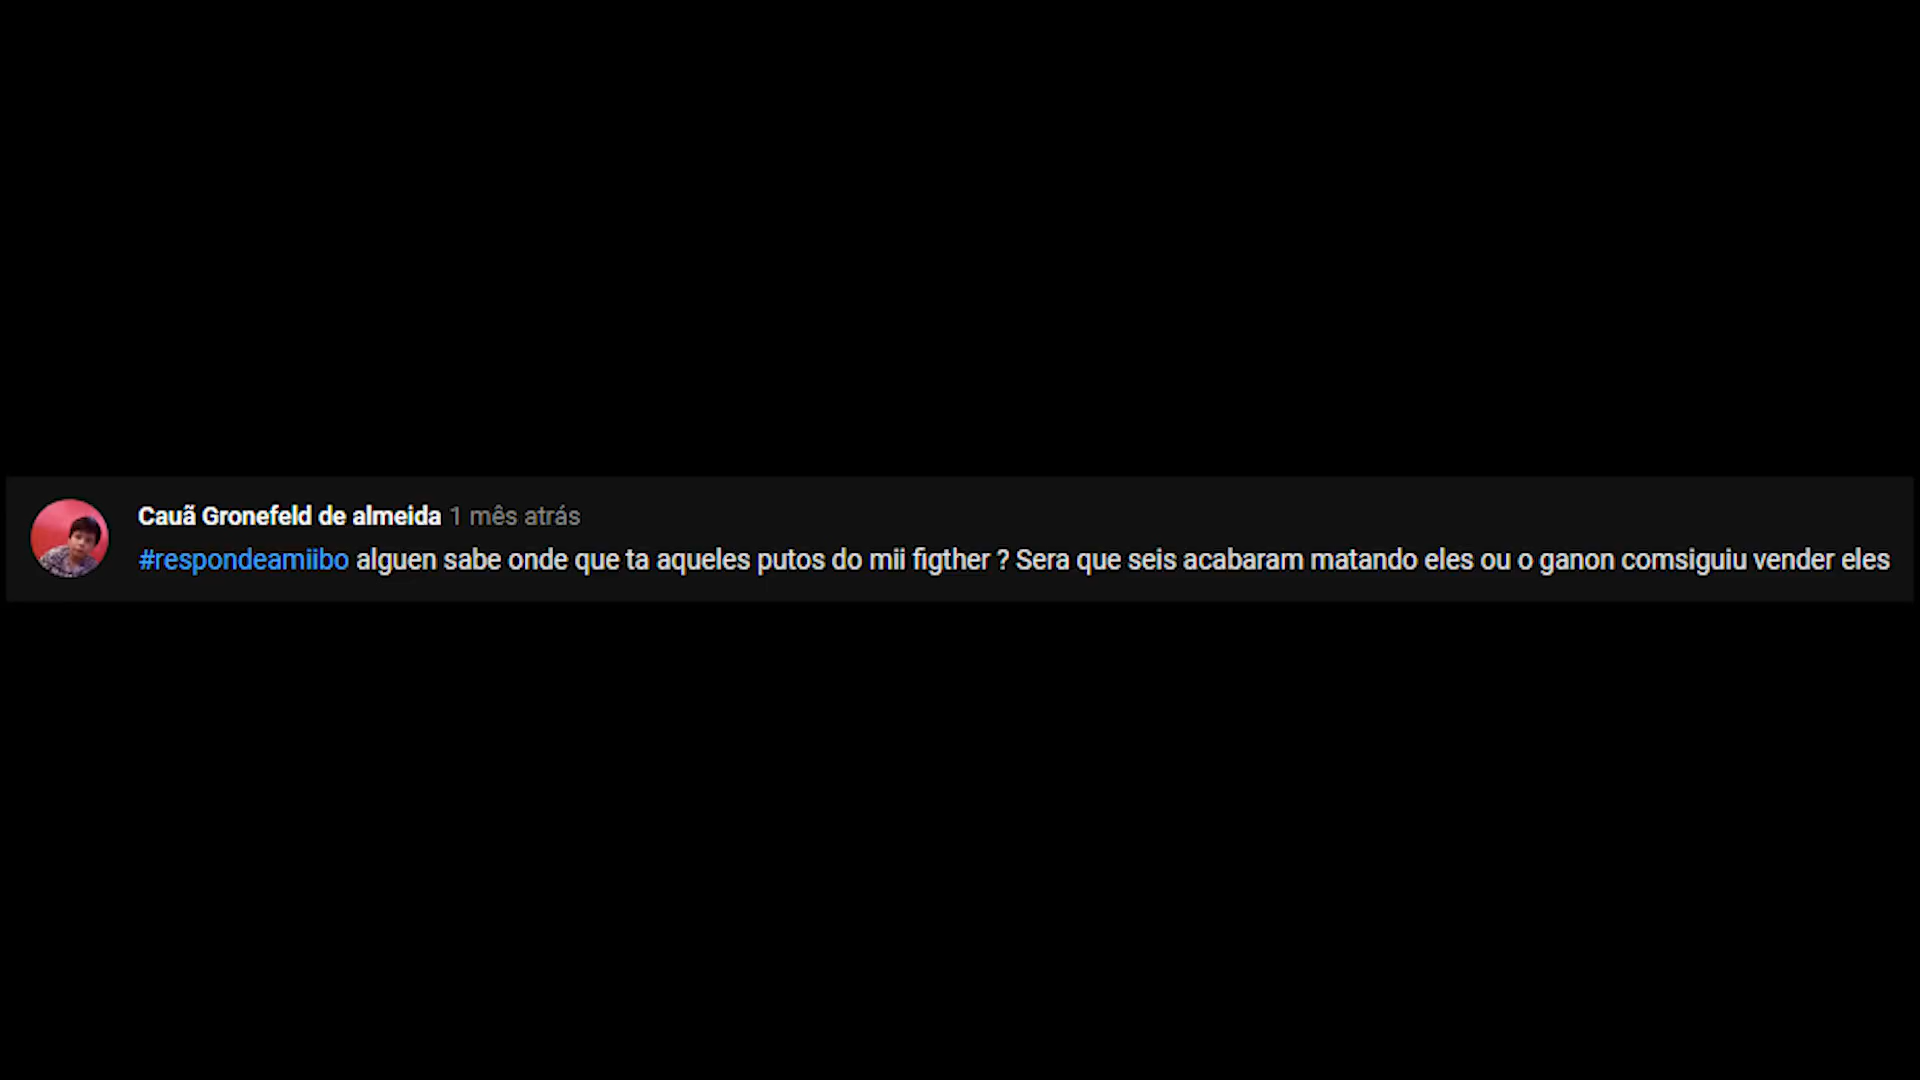 Cauã Gronefeld de almeida 1 mês atrás
#respondeamiibo alguen sabe onde que ta aqueles putos do mii figther ? Sera que seis acabaram matando eles ou o ganon comsiguiu vender eles